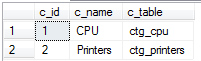 c_id c_name c_table
1 1 CPU ctg_cpu
2 2 Printers ctg_printers